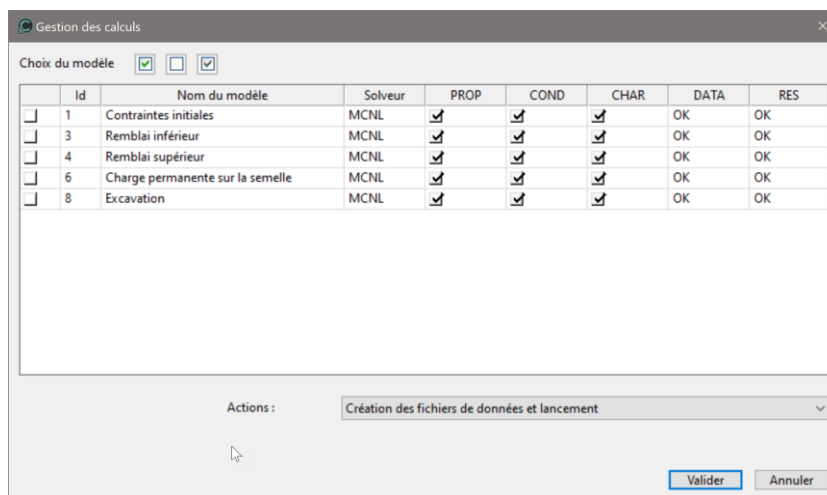 Gestion des calculs
Choix du modèle
Id Nom du modèle Solveur PROP COND CHAR DATA RES
1 Contraintes initiales MCNL OK OK
3 Remblai inférieur MCNL OK OK
4 Remblai supérieur MCNL OK OK
6 Charge permanente sur la semelle MCNL OK OK
8 Excavation MCNL OK OK
Actions : Création des fichiers de données et lancement
Valider Annuler